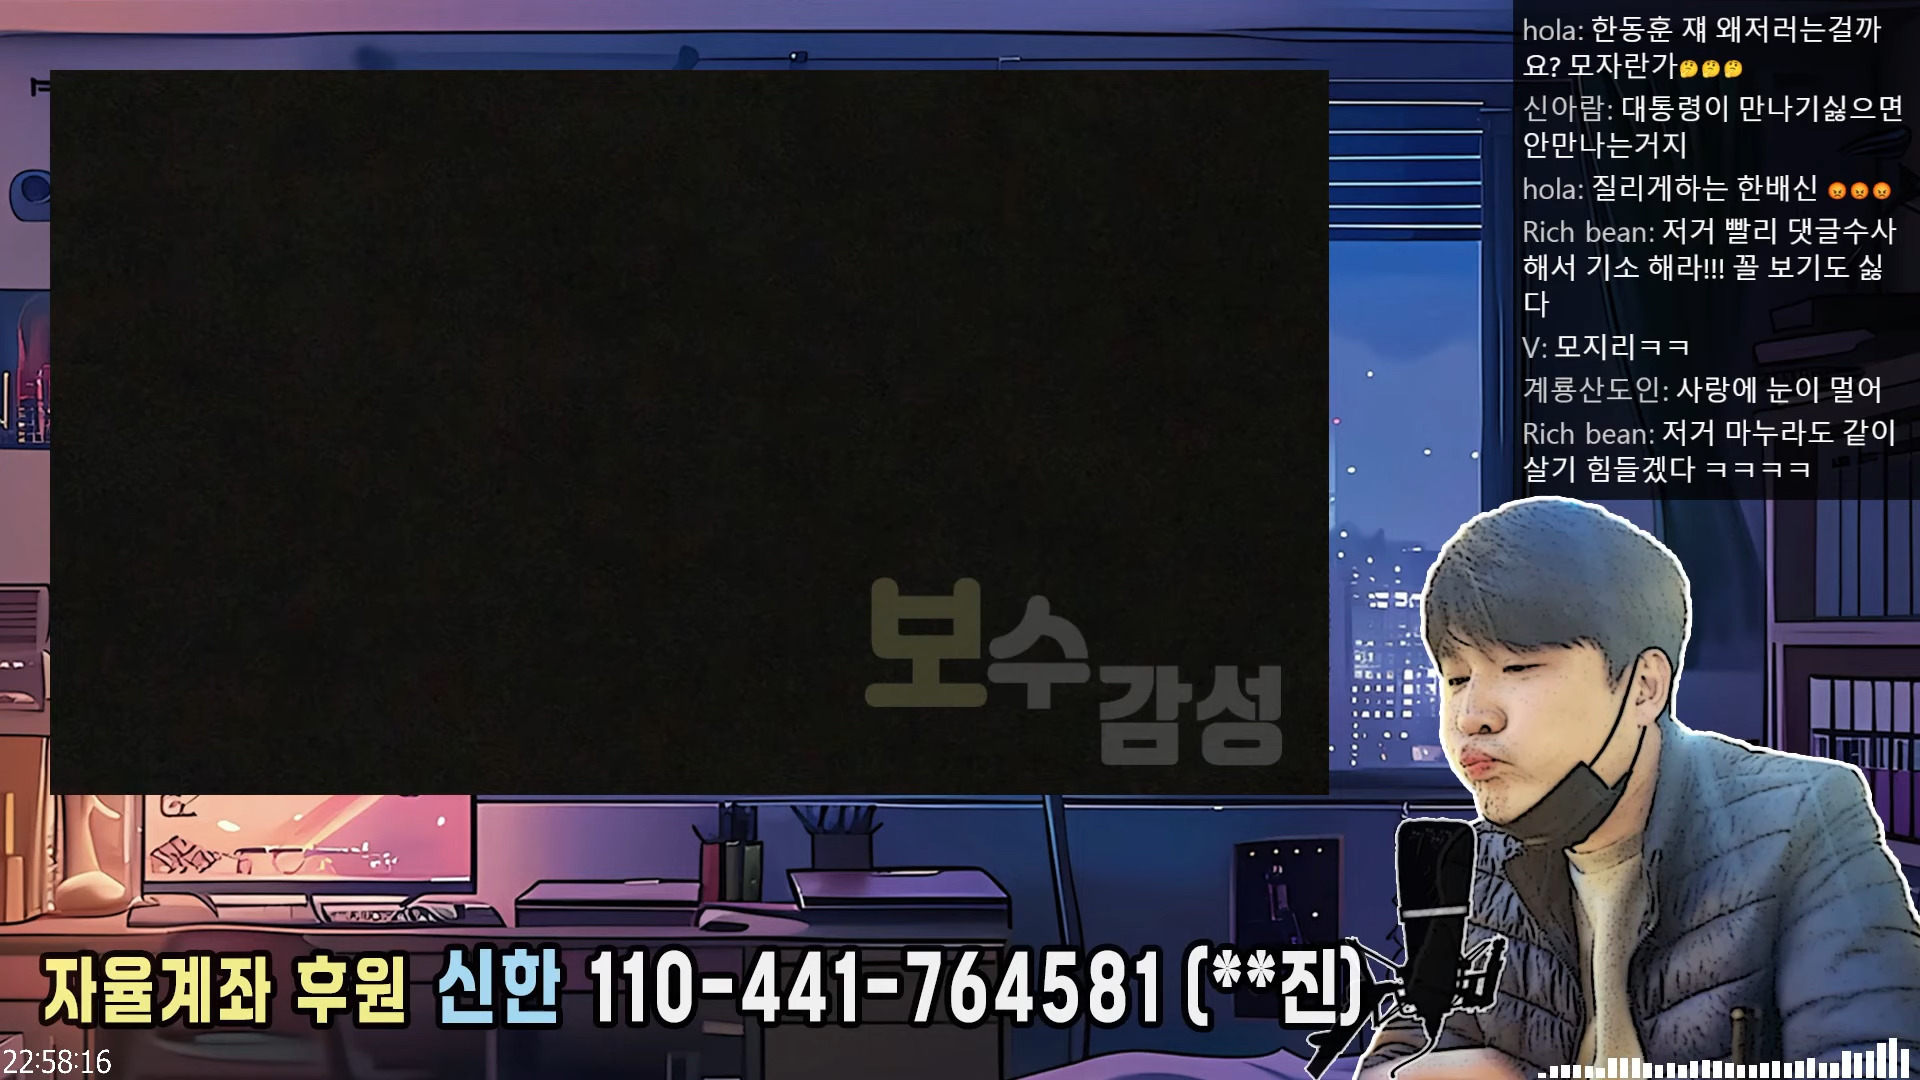 hola: 한동훈 쟤 왜저러는걸까
요? 모자란가🤔🤔🤔
신아람: 대통령이 만나기싫으면
안만나는거지
hola: 질리게하는 한배신 😡😡😡
Rich bean: 저거 빨리 댓글수사
해서 기소 해라!!! 꼴 보기도 싫
다
V: 모지리ㅋㅋ
계룡산도인: 사랑에 눈이 멀어
Rich bean: 저거 마누라도 같이
살기 힘들겠다 ㅋㅋㅋㅋ
보수
감성
자율계좌 후원 신한 110-441-764581 (**진)
22:58:16